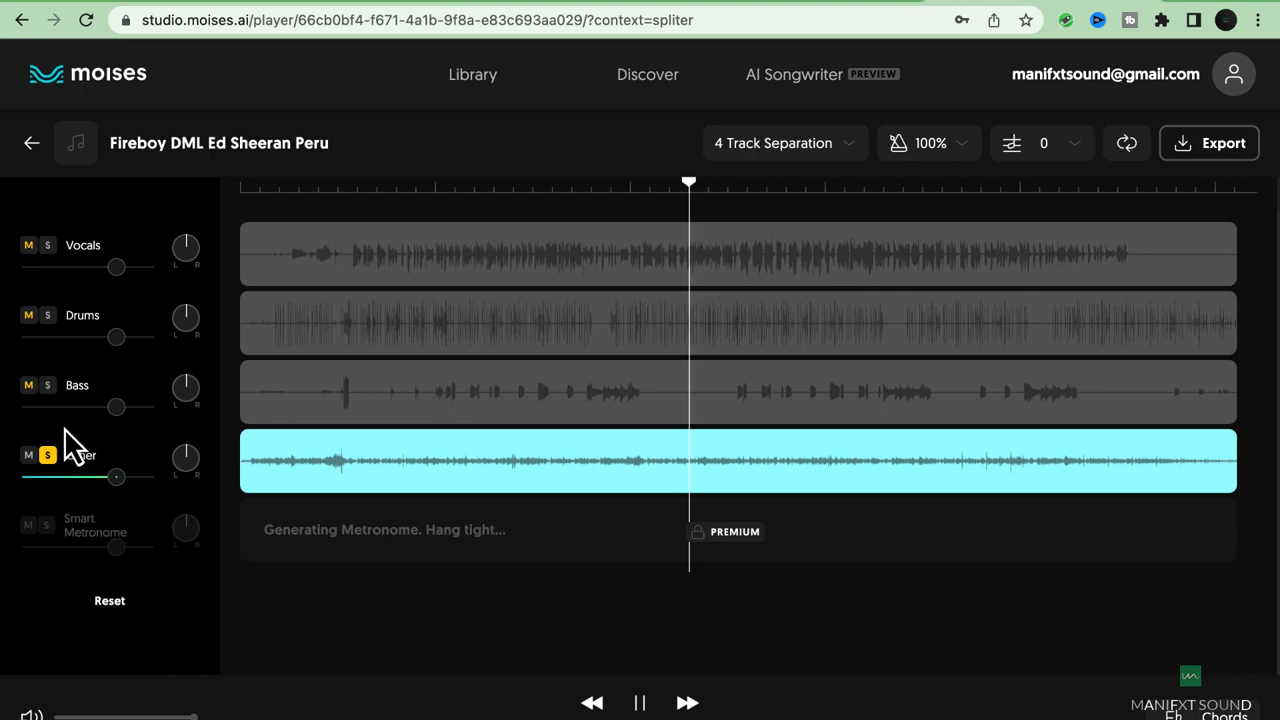 studio.moises.ai/player/66cb0bf4-f671-4a1b-9f8a-e83c693aa029/?context=spliter
moises
Library
Discover
AI Songwriter PREVIEW
manifxtsound@gmail.com
Fireboy DML Ed Sheeran Peru
4 Track Separation
100%
0
Export
M S Vocals
L R
M S Drums
L R
M S Bass
L R
M S
L R
M S Smart
Metronome
L R
Generating Metronome. Hang tight...
PREMIUM
Reset
MANIFXT SOUND
Eb Chords